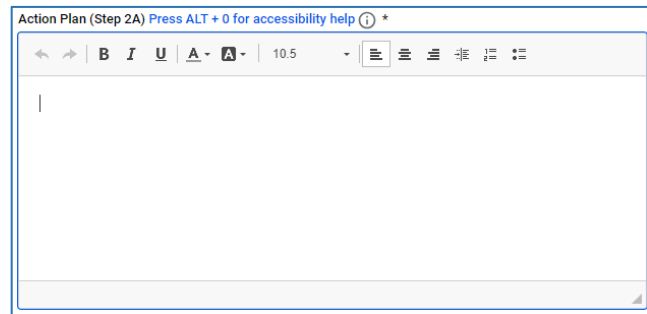 Action Plan (Step 2A) Press ALT + 0 for accessibility help ⓘ *
B I U A A 10.5